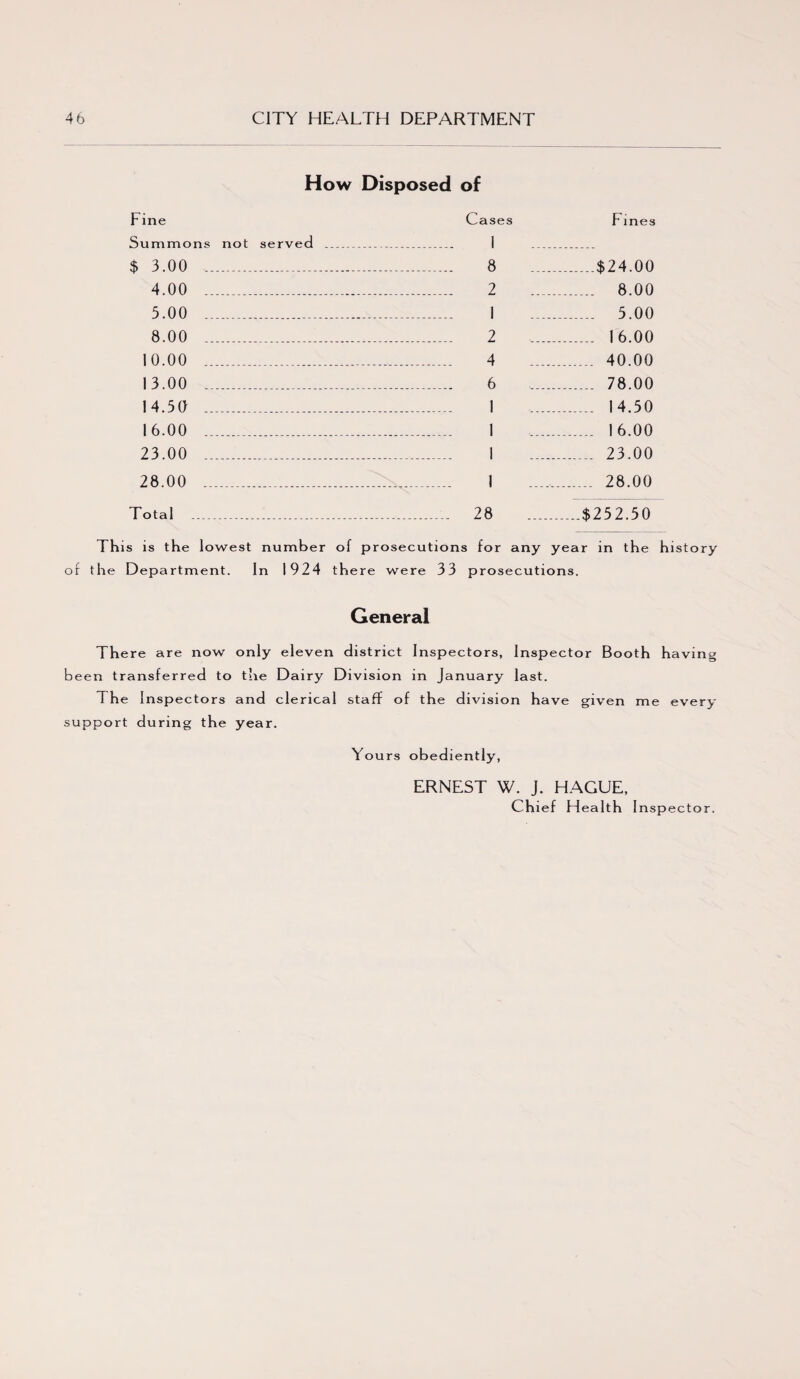 46 CITY HEALTH DEPARTMENT
How Disposed of
Fine Cases Fines
Summons not served 1
$ 3.00 8 $24.00
4.00 2 8.00
5.00 1 5.00
8.00 2 16.00
10.00 4 40.00
13.00 6 78.00
14.50 1 14.50
16.00 1 16.00
23.00 1 23.00
28.00 1 28.00
Total 28 $252.50
This is the lowest number of prosecutions for any year in the history
of the Department. In 1924 there were 33 prosecutions.
General
There are now only eleven district Inspectors, Inspector Booth having
been transferred to the Dairy Division in January last.
The Inspectors and clerical staff of the division have given me every
support during the year.
Yours obediently,
ERNEST W. J. HAGUE,
Chief Health Inspector.